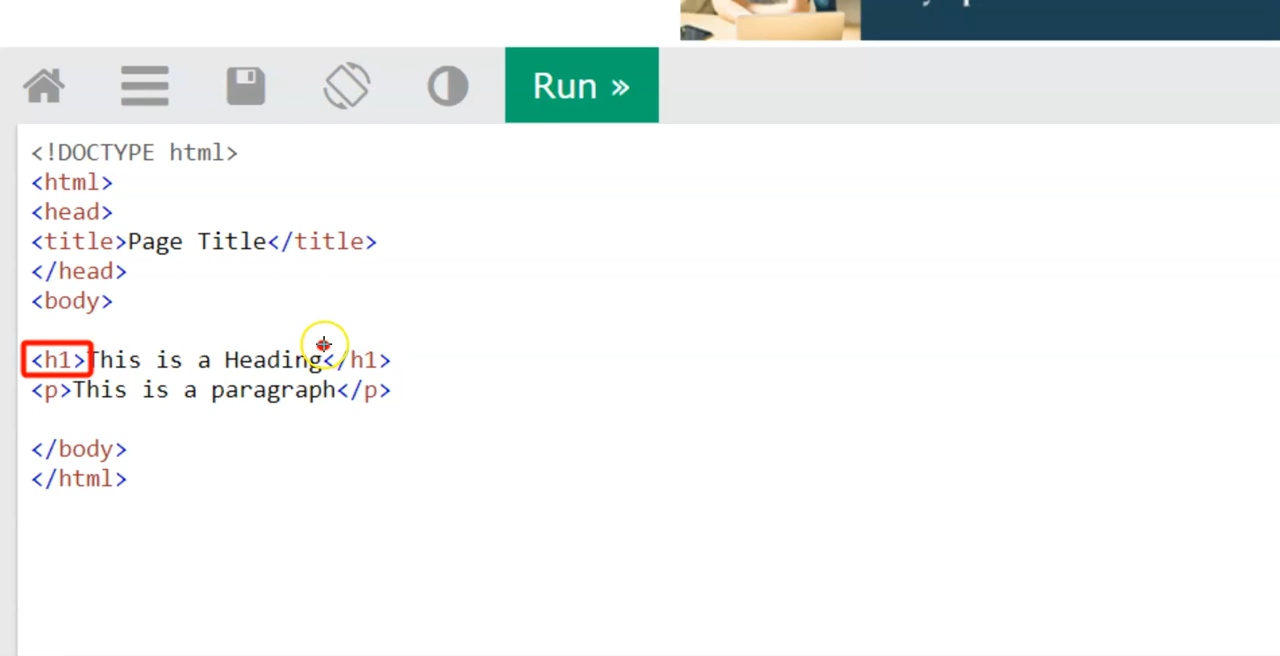 Run »
<!DOCTYPE html>
<html>
<head>
<title>Page Title</title>
</head>
<body>
<h1>This is a Heading</h1>
<p>This is a paragraph</p>
</body>
</html>